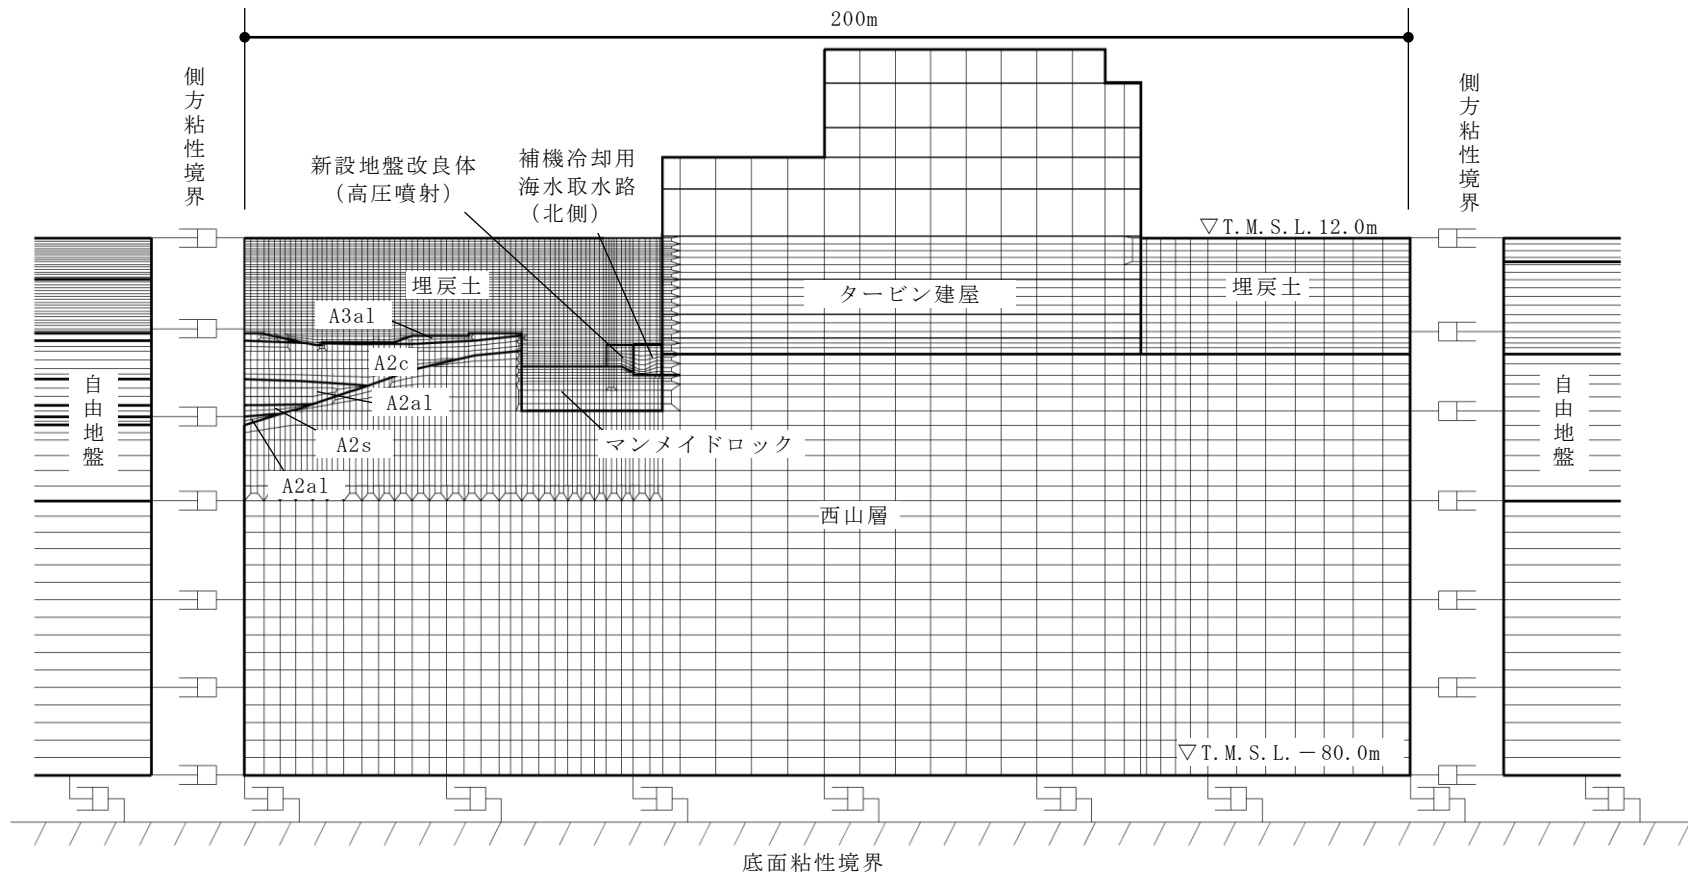 200m
側方粘性境界
側方粘性境界
新設地盤改良体
（高圧噴射）
補機冷却用
海水取水路
（北側）
▽T.M.S.L.12.0m
埋戻土
タービン建屋
埋戻土
A3al
A2c
A2al
A2s
A2al
マンメイドロック
自由地盤
自由地盤
西山層
▽T.M.S.L.－80.0m
底面粘性境界